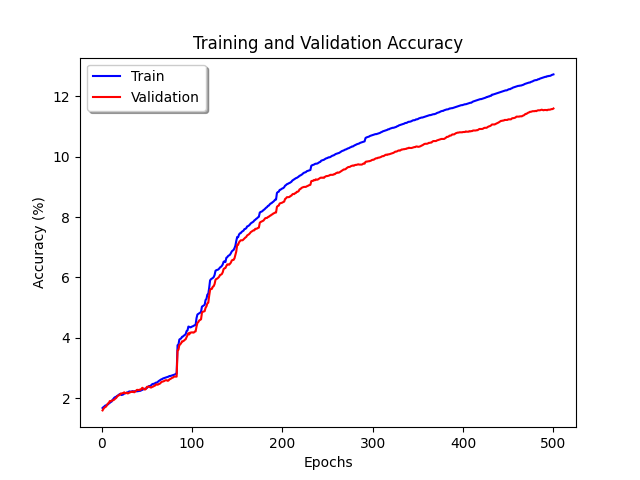 Training and Validation Accuracy
Train
Validation
Accuracy (%)
12
10
8
6
4
2
0 100 200 300 400 500
Epochs